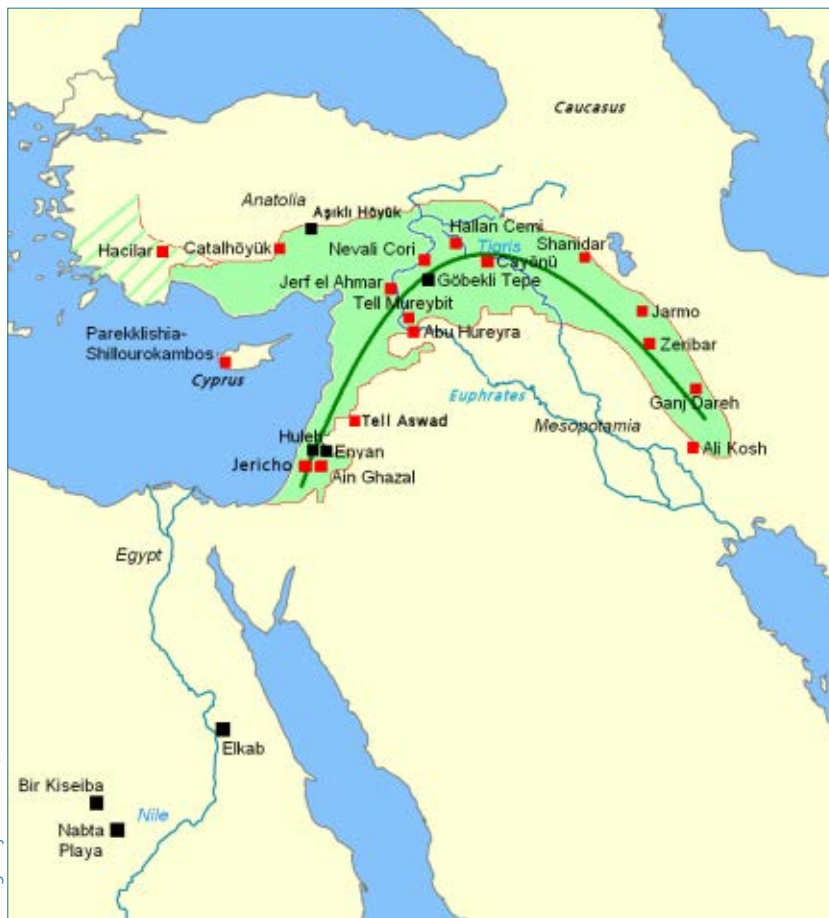 Caucasus
Anatolia
Aşıklı Höyük
Hacilar
Catalhöyük
Hallan Cemi
Nevali Cori
Tigris
Shanidar
Cayönü
Jerf el Ahmar
Göbekli Tepe
Tell Mureybit
Jarmo
Abu Hureyra
Parekklishia-
Shillourokambos
Zeribar
Cyprus
Euphrates
Ganj Dareh
Tell Aswad
Mesopotamia
Huleh
Enyan
Ali Kosh
Jericho
Ain Ghazal
Egypt
Elkab
Bir Kiseiba
Nile
Nabta
Playa